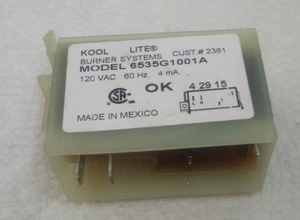 KOOL LITE®
BURNER SYSTEMS CUST.# 2361
MODEL 6535G1001A
120 VAC 60 Hz. 4 mA.
OK
4 29 15
MADE IN MEXICO